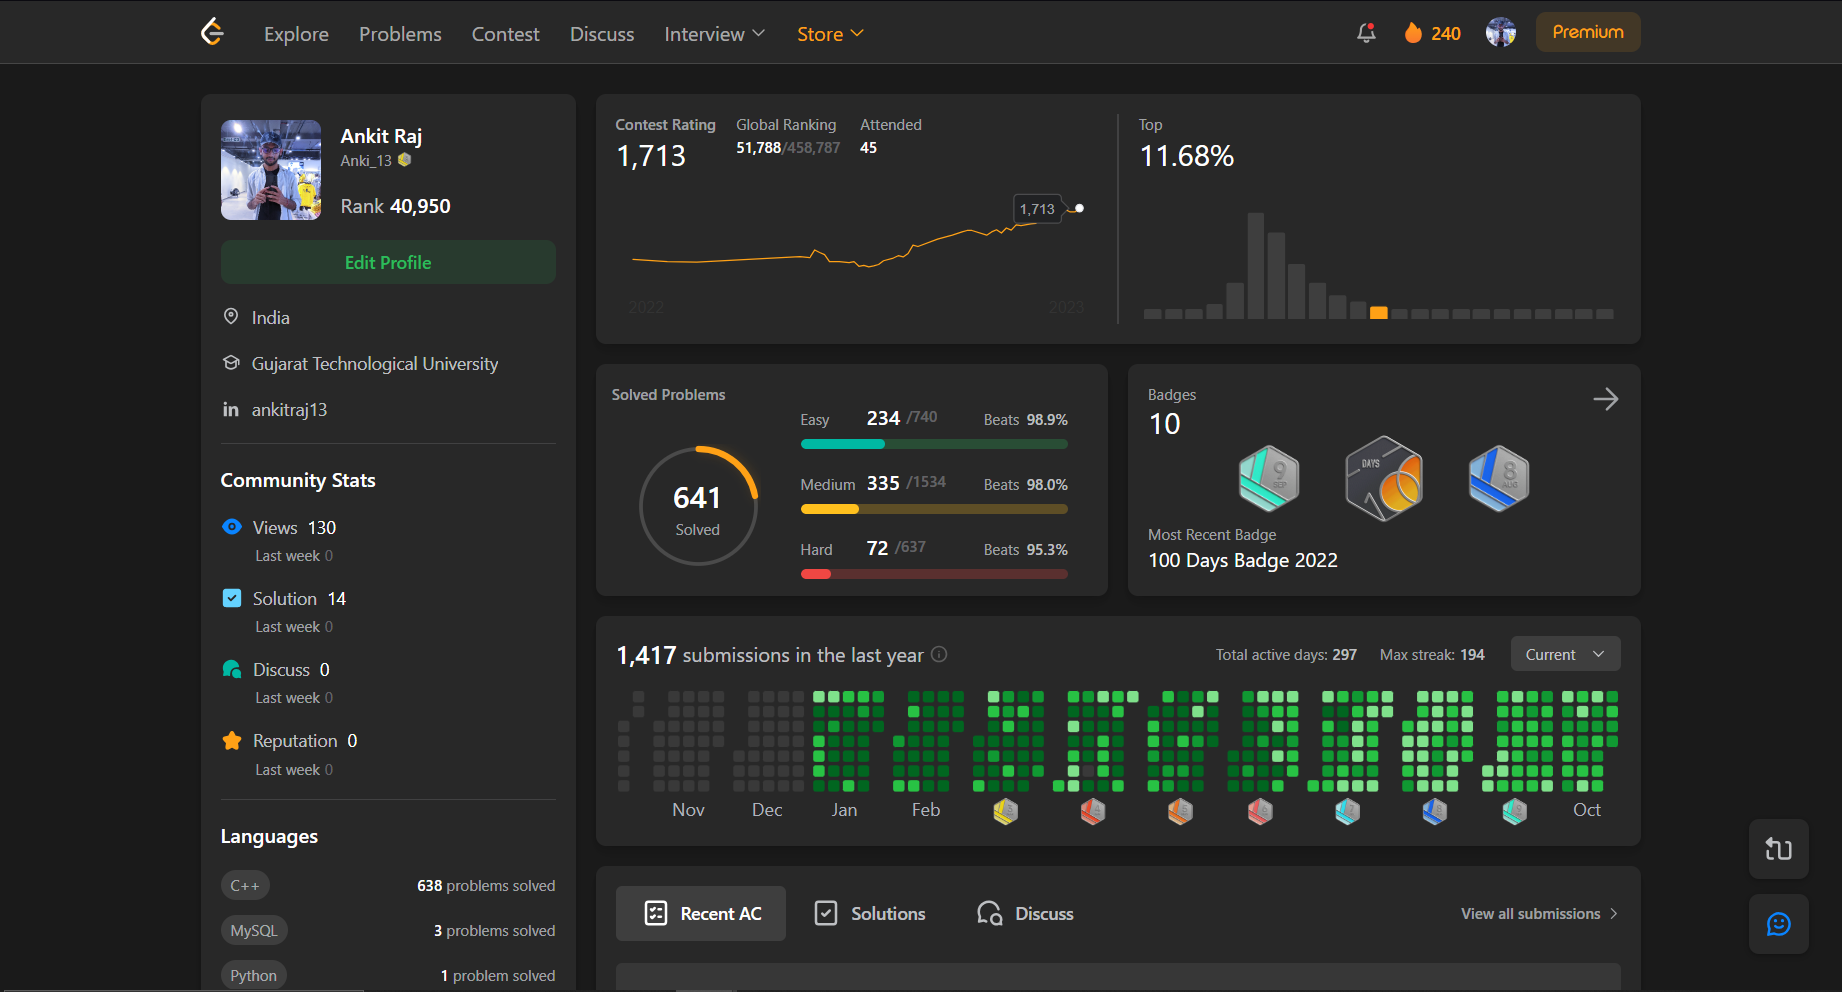 Explore Problems Contest Discuss Interview Store 240 Premium
Ankit Raj
Anki_13
Rank 40,950
Edit Profile
India
Gujarat Technological University
in ankitraj13
Community Stats
Views 130
Last week 0
Solution 14
Last week 0
Discuss 0
Last week 0
Reputation 0
Last week 0
Languages
C++ 638 problems solved
MySQL 3 problems solved
Python 1 problem solved
Contest Rating Global Ranking Attended
1,713 51,788/458,787 45
1,713
2022 2023
Top
11.68%
Solved Problems
641
Solved
Easy 234 /740 Beats 98.9%
Medium 335 /1534 Beats 98.0%
Hard 72 /637 Beats 95.3%
Badges
10
9 SEP
DAYS
8 AUG
Most Recent Badge
100 Days Badge 2022
1,417 submissions in the last year Total active days: 297 Max streak: 194 Current
Nov Dec Jan Feb Oct
Recent AC Solutions Discuss View all submissions